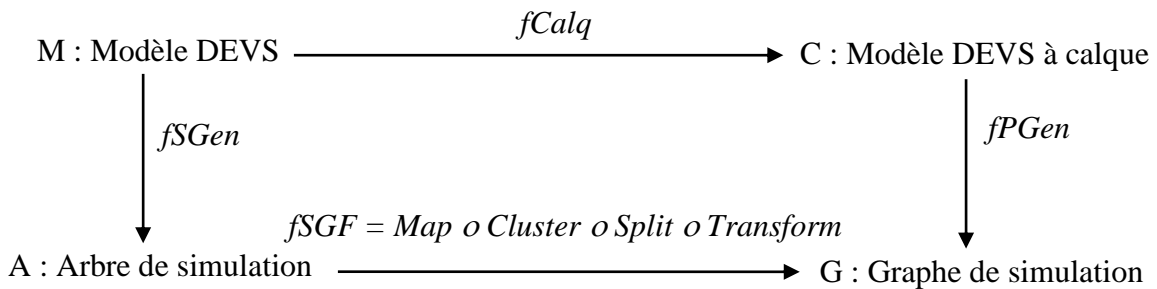 fCalq
M : Modèle DEVS
C : Modèle DEVS à calque
fSGen
fPGen
fSGF = Map o Cluster o Split o Transform
A : Arbre de simulation
G : Graphe de simulation